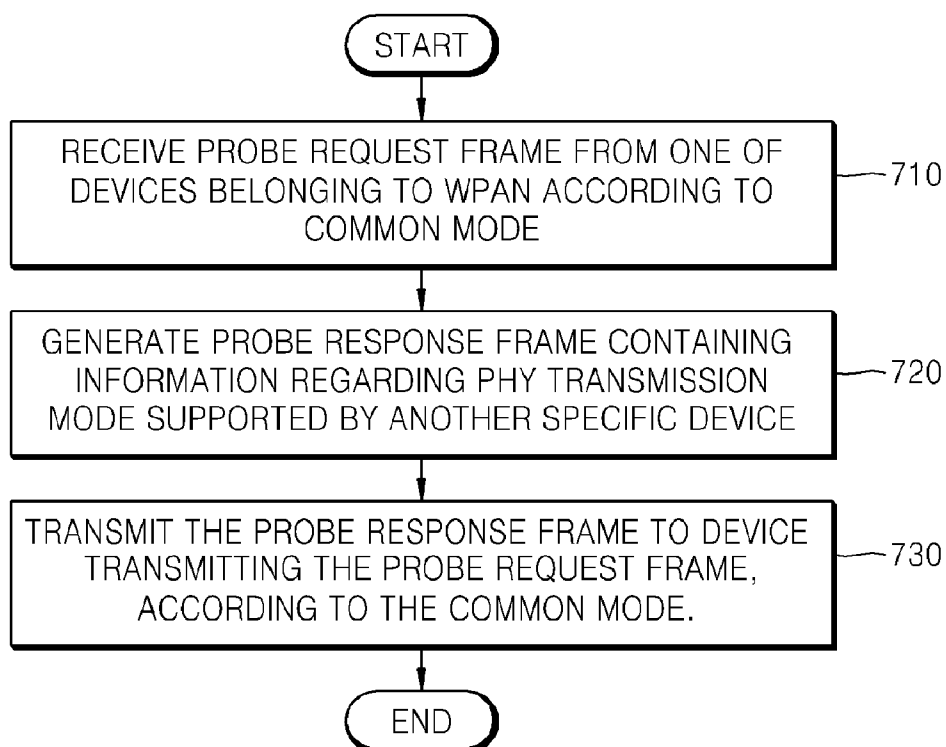 START
RECEIVE PROBE REQUEST FRAME FROM ONE OF
DEVICES BELONGING TO WPAN ACCORDING TO
COMMON MODE
710
GENERATE PROBE RESPONSE FRAME CONTAINING
INFORMATION REGARDING PHY TRANSMISSION
MODE SUPPORTED BY ANOTHER SPECIFIC DEVICE
720
TRANSMIT THE PROBE RESPONSE FRAME TO DEVICE
TRANSMITTING THE PROBE REQUEST FRAME,
ACCORDING TO THE COMMON MODE.
730
END